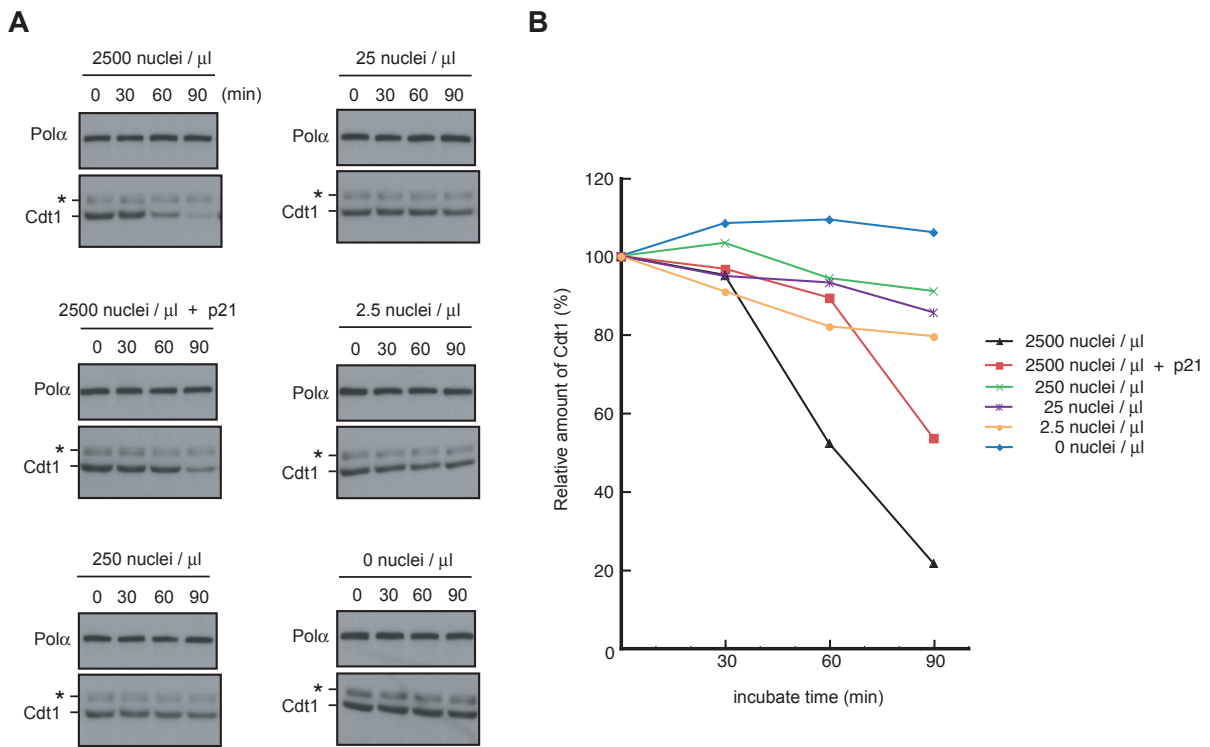 A
2500 nuclei / μl
0 30 60 90 (min)
Polα
*
Cdt1
25 nuclei / μl
0 30 60 90
Polα
*
Cdt1
2500 nuclei / μl + p21
0 30 60 90
Polα
*
Cdt1
2.5 nuclei / μl
0 30 60 90
Polα
*
Cdt1
250 nuclei / μl
0 30 60 90
Polα
*
Cdt1
0 nuclei / μl
0 30 60 90
Polα
*
Cdt1
B
Relative amount of Cdt1 (%)
120
100
80
60
40
20
0
30 60 90
incubate time (min)
2500 nuclei / μl
2500 nuclei / μl + p21
250 nuclei / μl
25 nuclei / μl
2.5 nuclei / μl
0 nuclei / μl